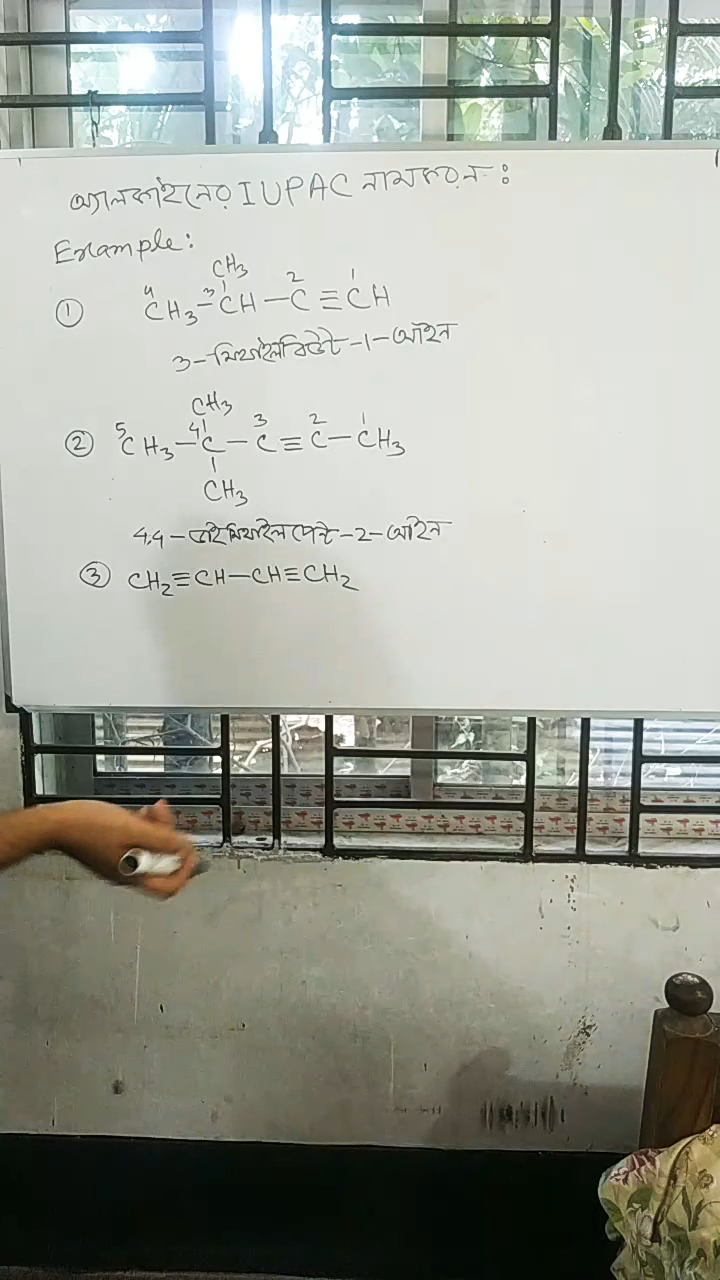 অ্যালকাইনের IUPAC নামকরন :
Example:
CH3
4 3 2 1
① CH3-CH-C≡CH
3-মিথাইলবিউট-1-আইন
CH3
5 4 3 2 1
② CH3-C-C≡C-CH3
CH3
4,4-ডাইমিথাইলপেন্ট-2-আইন
③ CH2≡CH-CH≡CH2